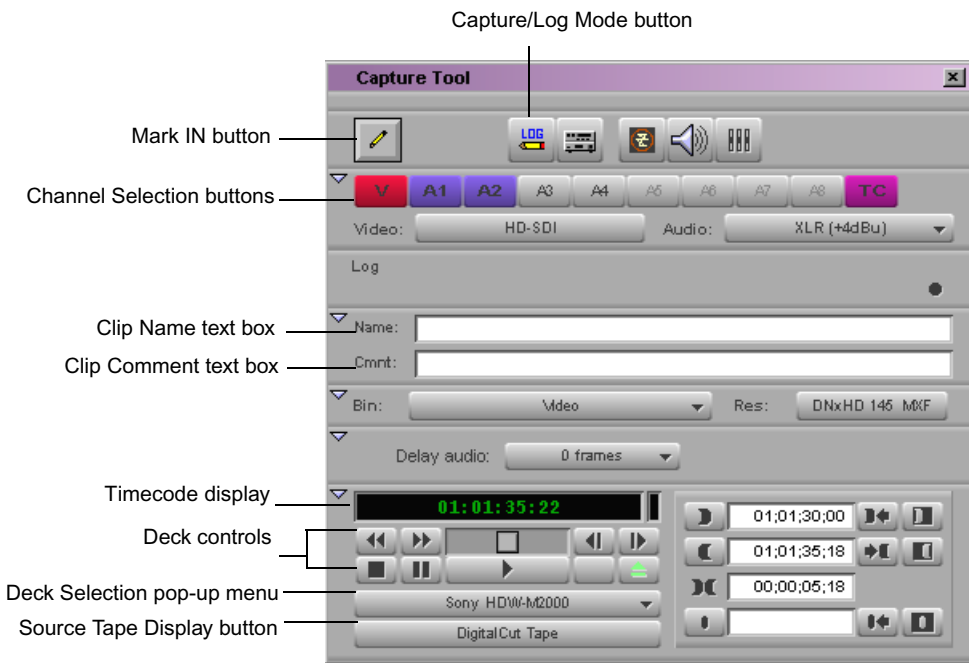 Capture/Log Mode button
Capture Tool
Mark IN button
LOG
Channel Selection buttons
V A1 A2 A3 A4 A5 A6 A7 A8 TC
Video: HD-SDI Audio: XLR (+4dBu)
Log
Clip Name text box
Name:
Clip Comment text box
Cmnt:
Bin: Video Res: DNxHD 145 MXF
Delay audio: 0 frames
Timecode display
01:01:35:22
01;01;30;00
Deck controls
01;01;35;18
00;00;05;18
Deck Selection pop-up menu
Sony HDW-M2000
Source Tape Display button
DigitalCut Tape